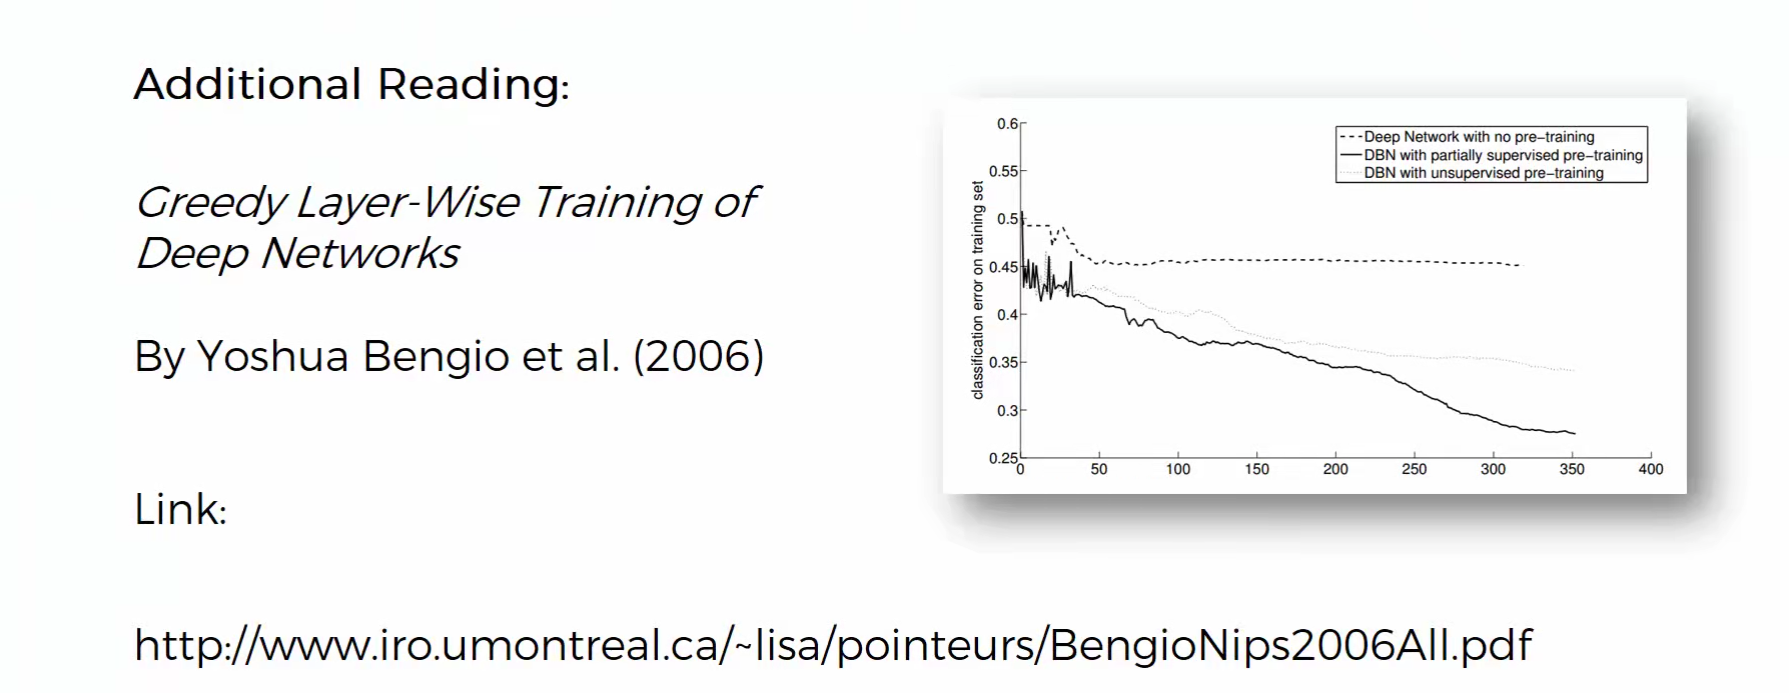 Additional Reading:
Greedy Layer-Wise Training of
Deep Networks
By Yoshua Bengio et al. (2006)
Link:
http://www.iro.umontreal.ca/~lisa/pointeurs/BengioNips2006All.pdf
classification error on training set
0.6
0.55
0.5
0.45
0.4
0.35
0.3
0.25
0 50 100 150 200 250 300 350 400
Deep Network with no pre−training
DBN with partially supervised pre−training
DBN with unsupervised pre−training